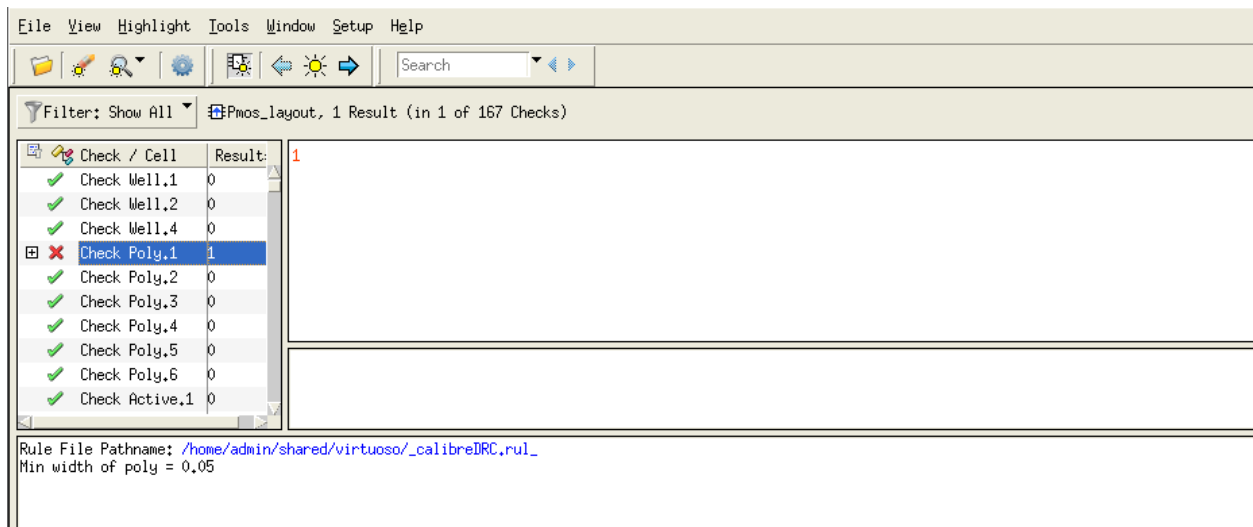 File View Highlight Tools Window Setup Help
Search
Filter: Show All Pmos_layout, 1 Result (in 1 of 167 Checks)
Check / Cell Result:
Check Well.1 0
Check Well.2 0
Check Well.4 0
Check Poly.1 1
Check Poly.2 0
Check Poly.3 0
Check Poly.4 0
Check Poly.5 0
Check Poly.6 0
Check Active.1 0
1
Rule File Pathname: /home/admin/shared/virtuoso/_calibreDRC.rul_
Min width of poly = 0.05